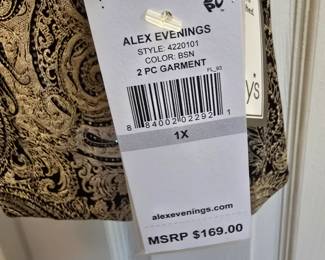 ALEX EVENINGS
STYLE: 4220101
COLOR: BSN
2 PC GARMENT
FL_93
8 84002 02292 1
1X
alexevenings.com
MSRP $169.00
y's